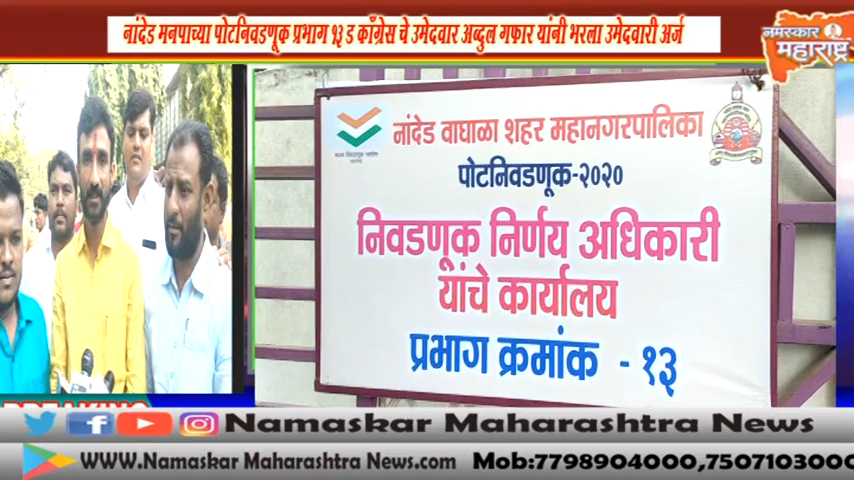 नांदेड मनपाच्या पोटनिवडणूक प्रभाग १३ ड काँग्रेस चे उमेदवार अब्दुल गफार यांनी भरला उमेदवारी अर्ज
नमस्कार
महाराष्ट्र
नांदेड वाघाळा शहर महानगरपालिका
पोटनिवडणूक-२०२०
निवडणूक निर्णय अधिकारी
यांचे कार्यालय
प्रभाग क्रमांक - १३
BREAKING
Namaskar Maharashtra News
WWW.Namaskar Maharashtra News.com Mob:7798904000,7507103000